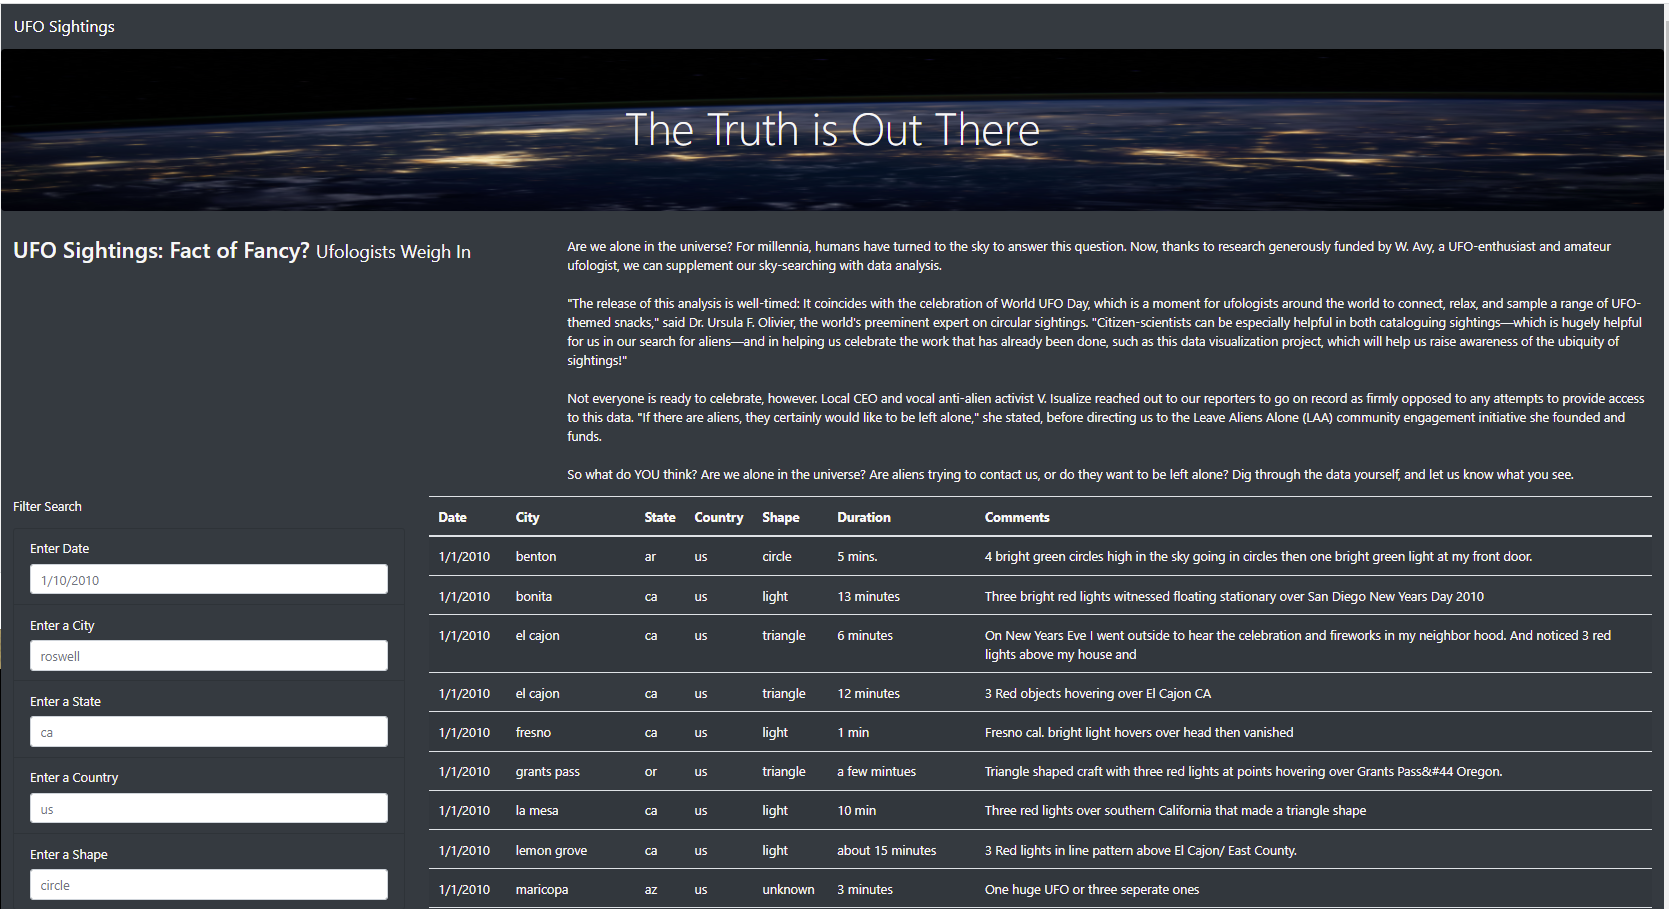 UFO Sightings
The Truth is Out There
UFO Sightings: Fact of Fancy? Ufologists Weigh In
Are we alone in the universe? For millennia, humans have turned to the sky to answer this question. Now, thanks to research generously funded by W. Avy, a UFO-enthusiast and amateur
ufologist, we can supplement our sky-searching with data analysis.
"The release of this analysis is well-timed: It coincides with the celebration of World UFO Day, which is a moment for ufologists around the world to connect, relax, and sample a range of UFO-
themed snacks," said Dr. Ursula F. Olivier, the world's preeminent expert on circular sightings. "Citizen-scientists can be especially helpful in both cataloguing sightings—which is hugely helpful
for us in our search for aliens—and in helping us celebrate the work that has already been done, such as this data visualization project, which will help us raise awareness of the ubiquity of
sightings!"
Not everyone is ready to celebrate, however. Local CEO and vocal anti-alien activist V. Isualize reached out to our reporters to go on record as firmly opposed to any attempts to provide access
to this data. "If there are aliens, they certainly would like to be left alone," she stated, before directing us to the Leave Aliens Alone (LAA) community engagement initiative she founded and
funds.
So what do YOU think? Are we alone in the universe? Are aliens trying to contact us, or do they want to be left alone? Dig through the data yourself, and let us know what you see.
Filter Search
Enter Date
1/10/2010
Enter a City
roswell
Enter a State
ca
Enter a Country
us
Enter a Shape
circle
Date City State Country Shape Duration Comments
1/1/2010 benton ar us circle 5 mins. 4 bright green circles high in the sky going in circles then one bright green light at my front door.
1/1/2010 bonita ca us light 13 minutes Three bright red lights witnessed floating stationary over San Diego New Years Day 2010
1/1/2010 el cajon ca us triangle 6 minutes On New Years Eve I went outside to hear the celebration and fireworks in my neighbor hood. And noticed 3 red
lights above my house and
1/1/2010 el cajon ca us triangle 12 minutes 3 Red objects hovering over El Cajon CA
1/1/2010 fresno ca us light 1 min Fresno cal. bright light hovers over head then vanished
1/1/2010 grants pass or us triangle a few mintues Triangle shaped craft with three red lights at points hovering over Grants Pass&#44 Oregon.
1/1/2010 la mesa ca us light 10 min Three red lights over southern California that made a triangle shape
1/1/2010 lemon grove ca us light about 15 minutes 3 Red lights in line pattern above El Cajon/ East County.
1/1/2010 maricopa az us unknown 3 minutes One huge UFO or three seperate ones